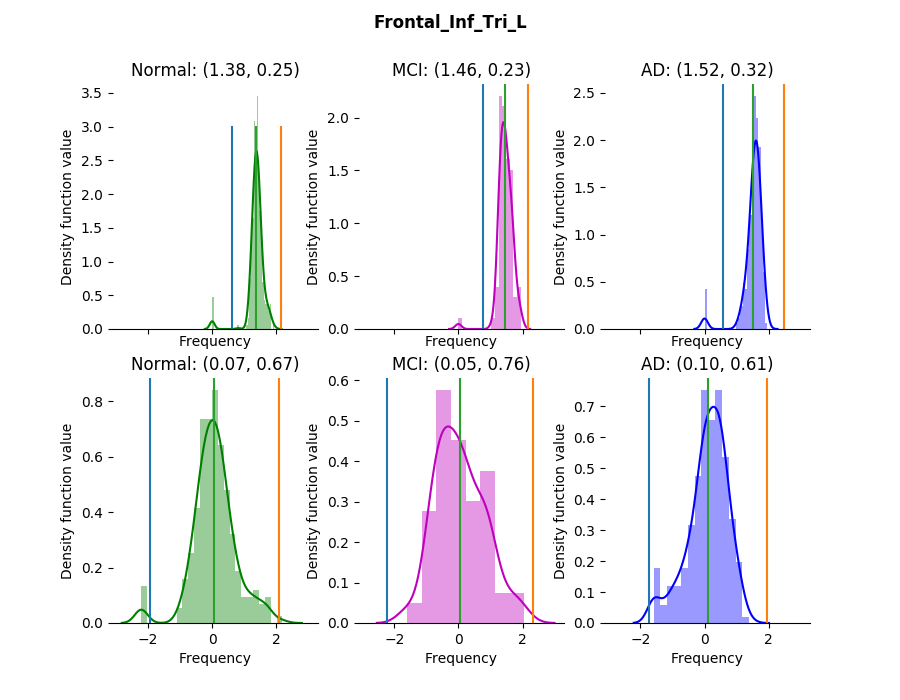 Frontal_Inf_Tri_L
Normal: (1.38, 0.25)
MCI: (1.46, 0.23)
AD: (1.52, 0.32)
Density function value
3.5
3.0
2.5
2.0
1.5
1.0
0.5
0.0
Frequency
Density function value
2.0
1.5
1.0
0.5
0.0
Frequency
Density function value
2.5
2.0
1.5
1.0
0.5
0.0
Frequency
Normal: (0.07, 0.67)
MCI: (0.05, 0.76)
AD: (0.10, 0.61)
Density function value
0.8
0.6
0.4
0.2
0.0
−2 0 2
Frequency
Density function value
0.6
0.5
0.4
0.3
0.2
0.1
0.0
−2 0 2
Frequency
Density function value
0.7
0.6
0.5
0.4
0.3
0.2
0.1
0.0
−2 0 2
Frequency